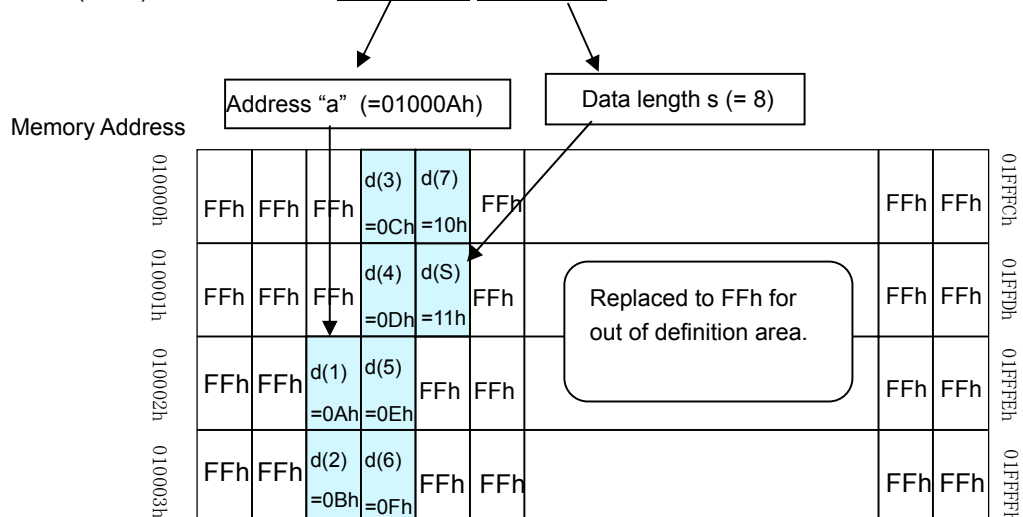 Address “a” (=01000Ah)
Data length s (= 8)
Memory Address
010000h
FFh FFh FFh d(3) =0Ch d(7) =10h FFh FFh FFh
01FFFCh
010001h
FFh FFh FFh d(4) =0Dh d(S) =11h FFh FFh FFh
01FFDh
Replaced to FFh for
out of definition area.
010002h
FFh FFh d(1) =0Ah d(5) =0Eh FFh FFh FFh FFh
01FFFEh
010003h
FFh FFh d(2) =0Bh d(6) =0Fh FFh FFh FFh FFh
01FFFFh